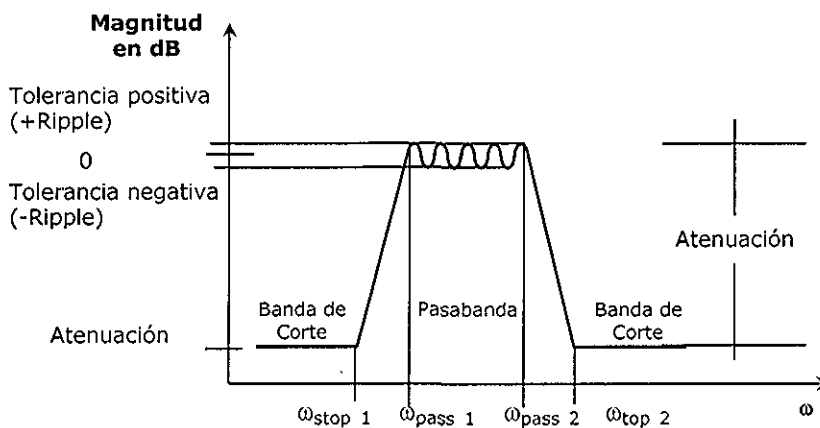 Magnitud
en dB
Tolerancia positiva
(+Ripple)
0
Tolerancia negativa
(-Ripple)
Atenuación
Atenuación
Banda de
Corte
Pasabanda
Banda de
Corte
ωstop 1
ωpass 1
ωpass 2
ωtop 2
ω